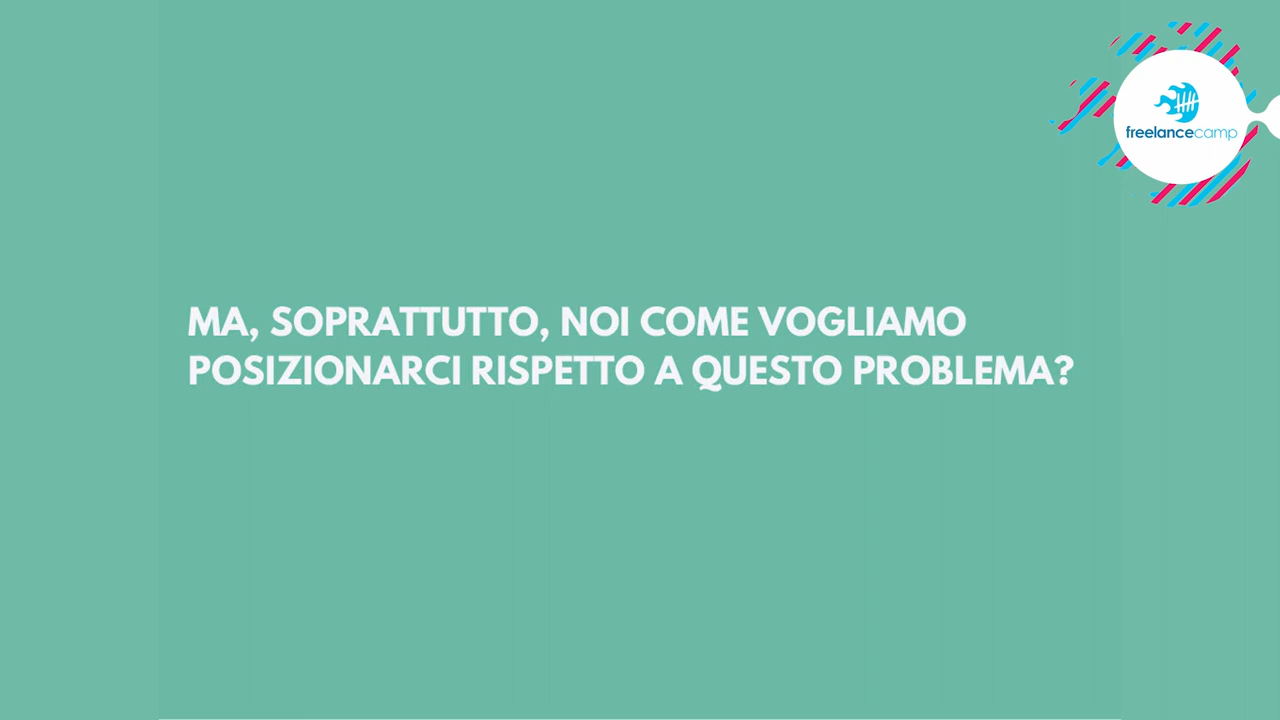 freelancecamp
MA, SOPRATTUTTO, NOI COME VOGLIAMO
POSIZIONARCI RISPETTO A QUESTO PROBLEMA?